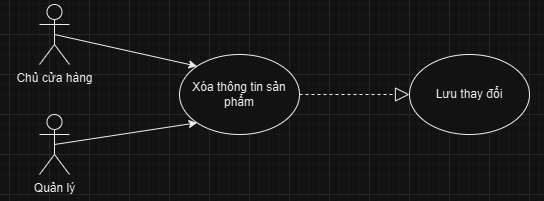 Chủ cửa hàng
Xóa thông tin sản
phẩm
Lưu thay đổi
Quản lý